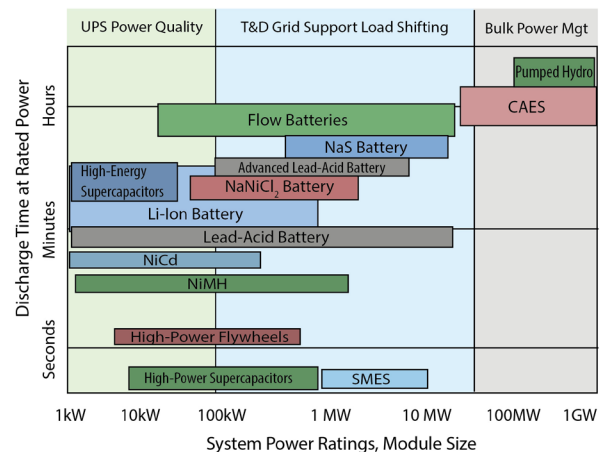 UPS Power Quality
T&D Grid Support Load Shifting
Bulk Power Mgt
Discharge Time at Rated Power
Hours
Minutes
Seconds
Pumped Hydro
CAES
Flow Batteries
NaS Battery
Advanced Lead-Acid Battery
High-Energy
Supercapacitors
NaNiCl₂ Battery
Li-Ion Battery
Lead-Acid Battery
NiCd
NiMH
High-Power Flywheels
High-Power Supercapacitors
SMES
1kW
10kW
100kW
1 MW
10 MW
100MW
1GW
System Power Ratings, Module Size